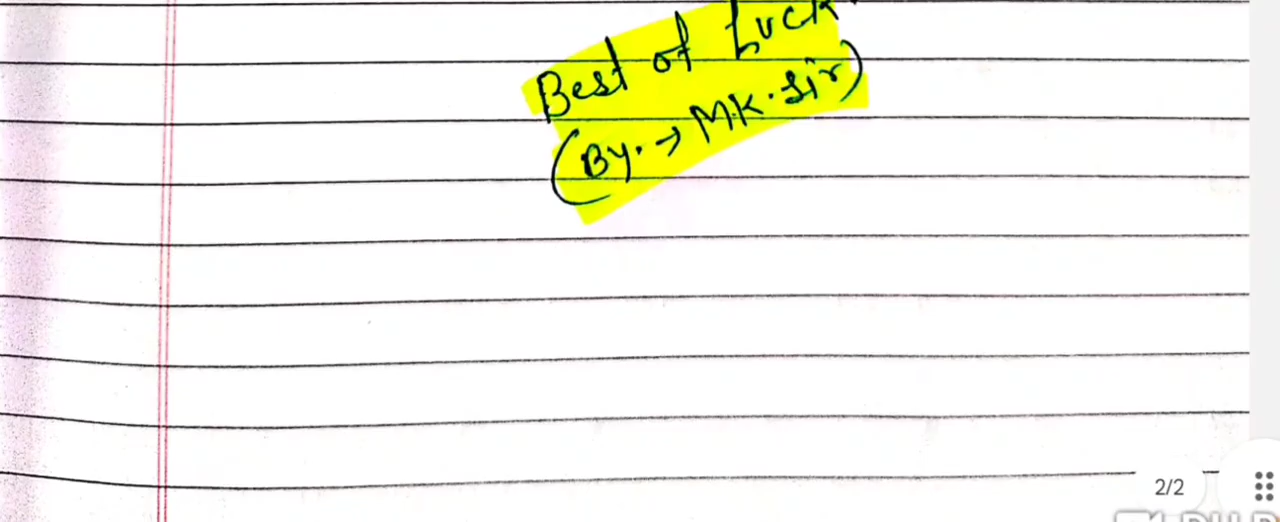 Best of Luck
(By. → M.K. Sir)
2/2